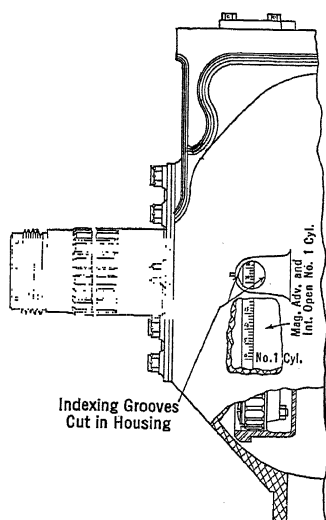 Mag. Adv. and
Int. Open No. 1 Cyl.
No.1 Cyl.
Indexing Grooves
Cut in Housing